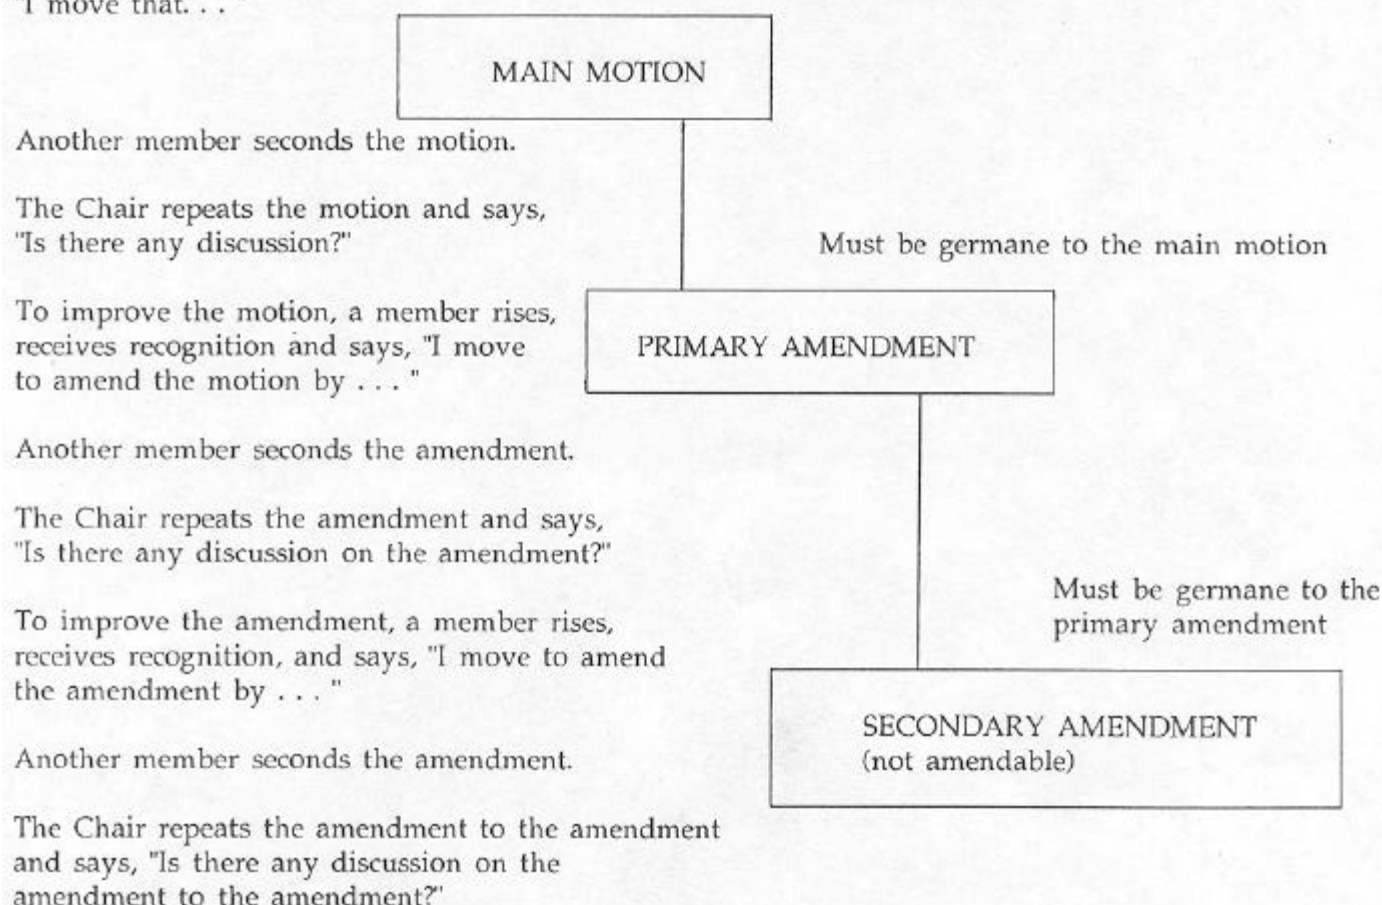 "I move that. . . "
MAIN MOTION
Another member seconds the motion.
The Chair repeats the motion and says,
"Is there any discussion?"
Must be germane to the main motion
To improve the motion, a member rises,
receives recognition and says, "I move
to amend the motion by . . . "
PRIMARY AMENDMENT
Another member seconds the amendment.
The Chair repeats the amendment and says,
"Is there any discussion on the amendment?"
Must be germane to the
primary amendment
To improve the amendment, a member rises,
receives recognition, and says, "I move to amend
the amendment by . . . "
SECONDARY AMENDMENT
(not amendable)
Another member seconds the amendment.
The Chair repeats the amendment to the amendment
and says, "Is there any discussion on the
amendment to the amendment?"